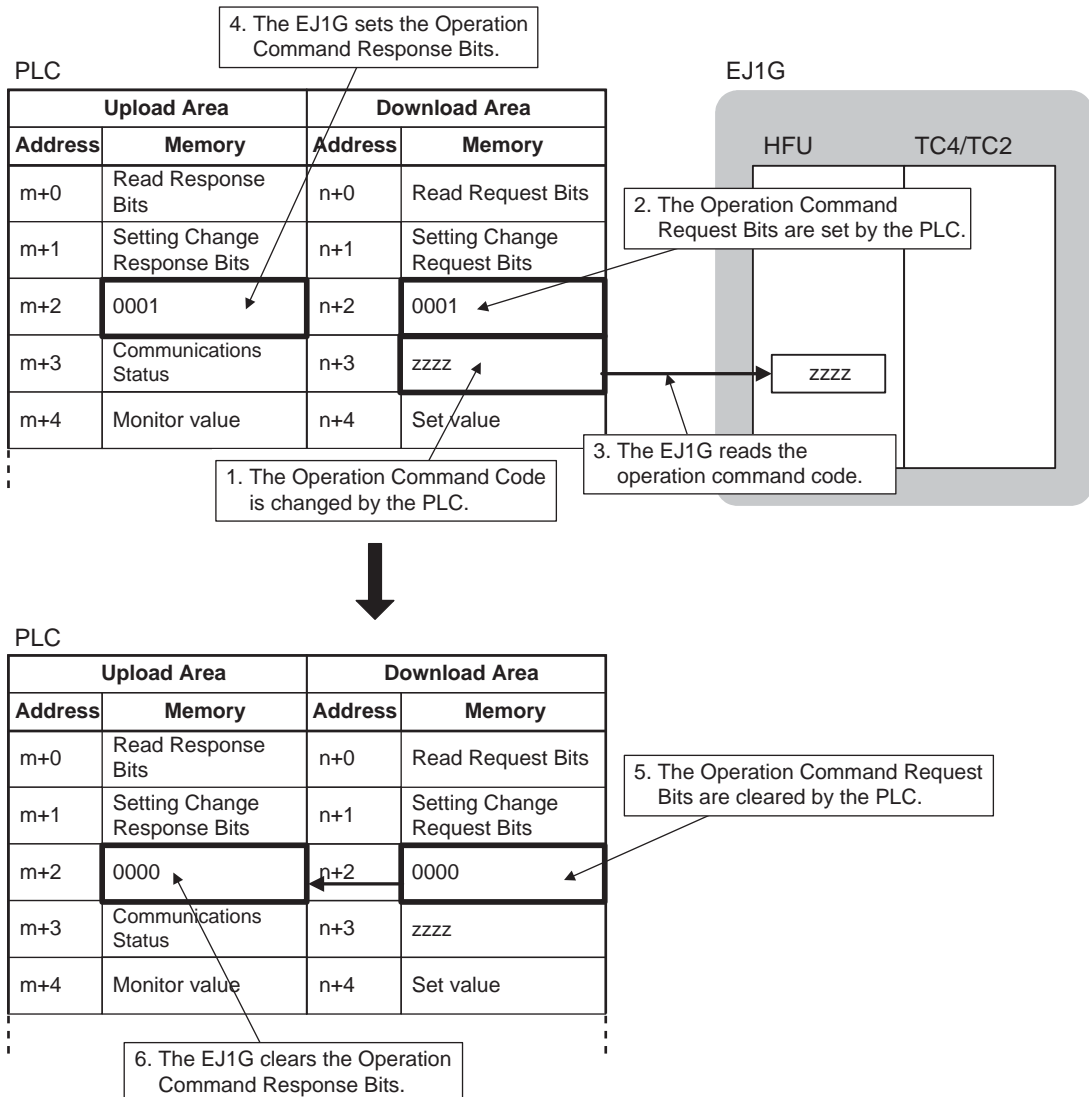 4. The EJ1G sets the Operation
Command Response Bits.
PLC
EJ1G
Upload Area Download Area
Address Memory Address Memory
HFU TC4/TC2
m+0 Read Response Bits n+0 Read Request Bits
2. The Operation Command
Request Bits are set by the PLC.
m+1 Setting Change Response Bits n+1 Setting Change Request Bits
m+2 0001 n+2 0001
m+3 Communications Status n+3 zzzz
zzzz
m+4 Monitor value n+4 Set value
3. The EJ1G reads the
operation command code.
1. The Operation Command Code
is changed by the PLC.
PLC
Upload Area Download Area
Address Memory Address Memory
m+0 Read Response Bits n+0 Read Request Bits
5. The Operation Command Request
Bits are cleared by the PLC.
m+1 Setting Change Response Bits n+1 Setting Change Request Bits
m+2 0000 n+2 0000
m+3 Communications Status n+3 zzzz
m+4 Monitor value n+4 Set value
6. The EJ1G clears the Operation
Command Response Bits.